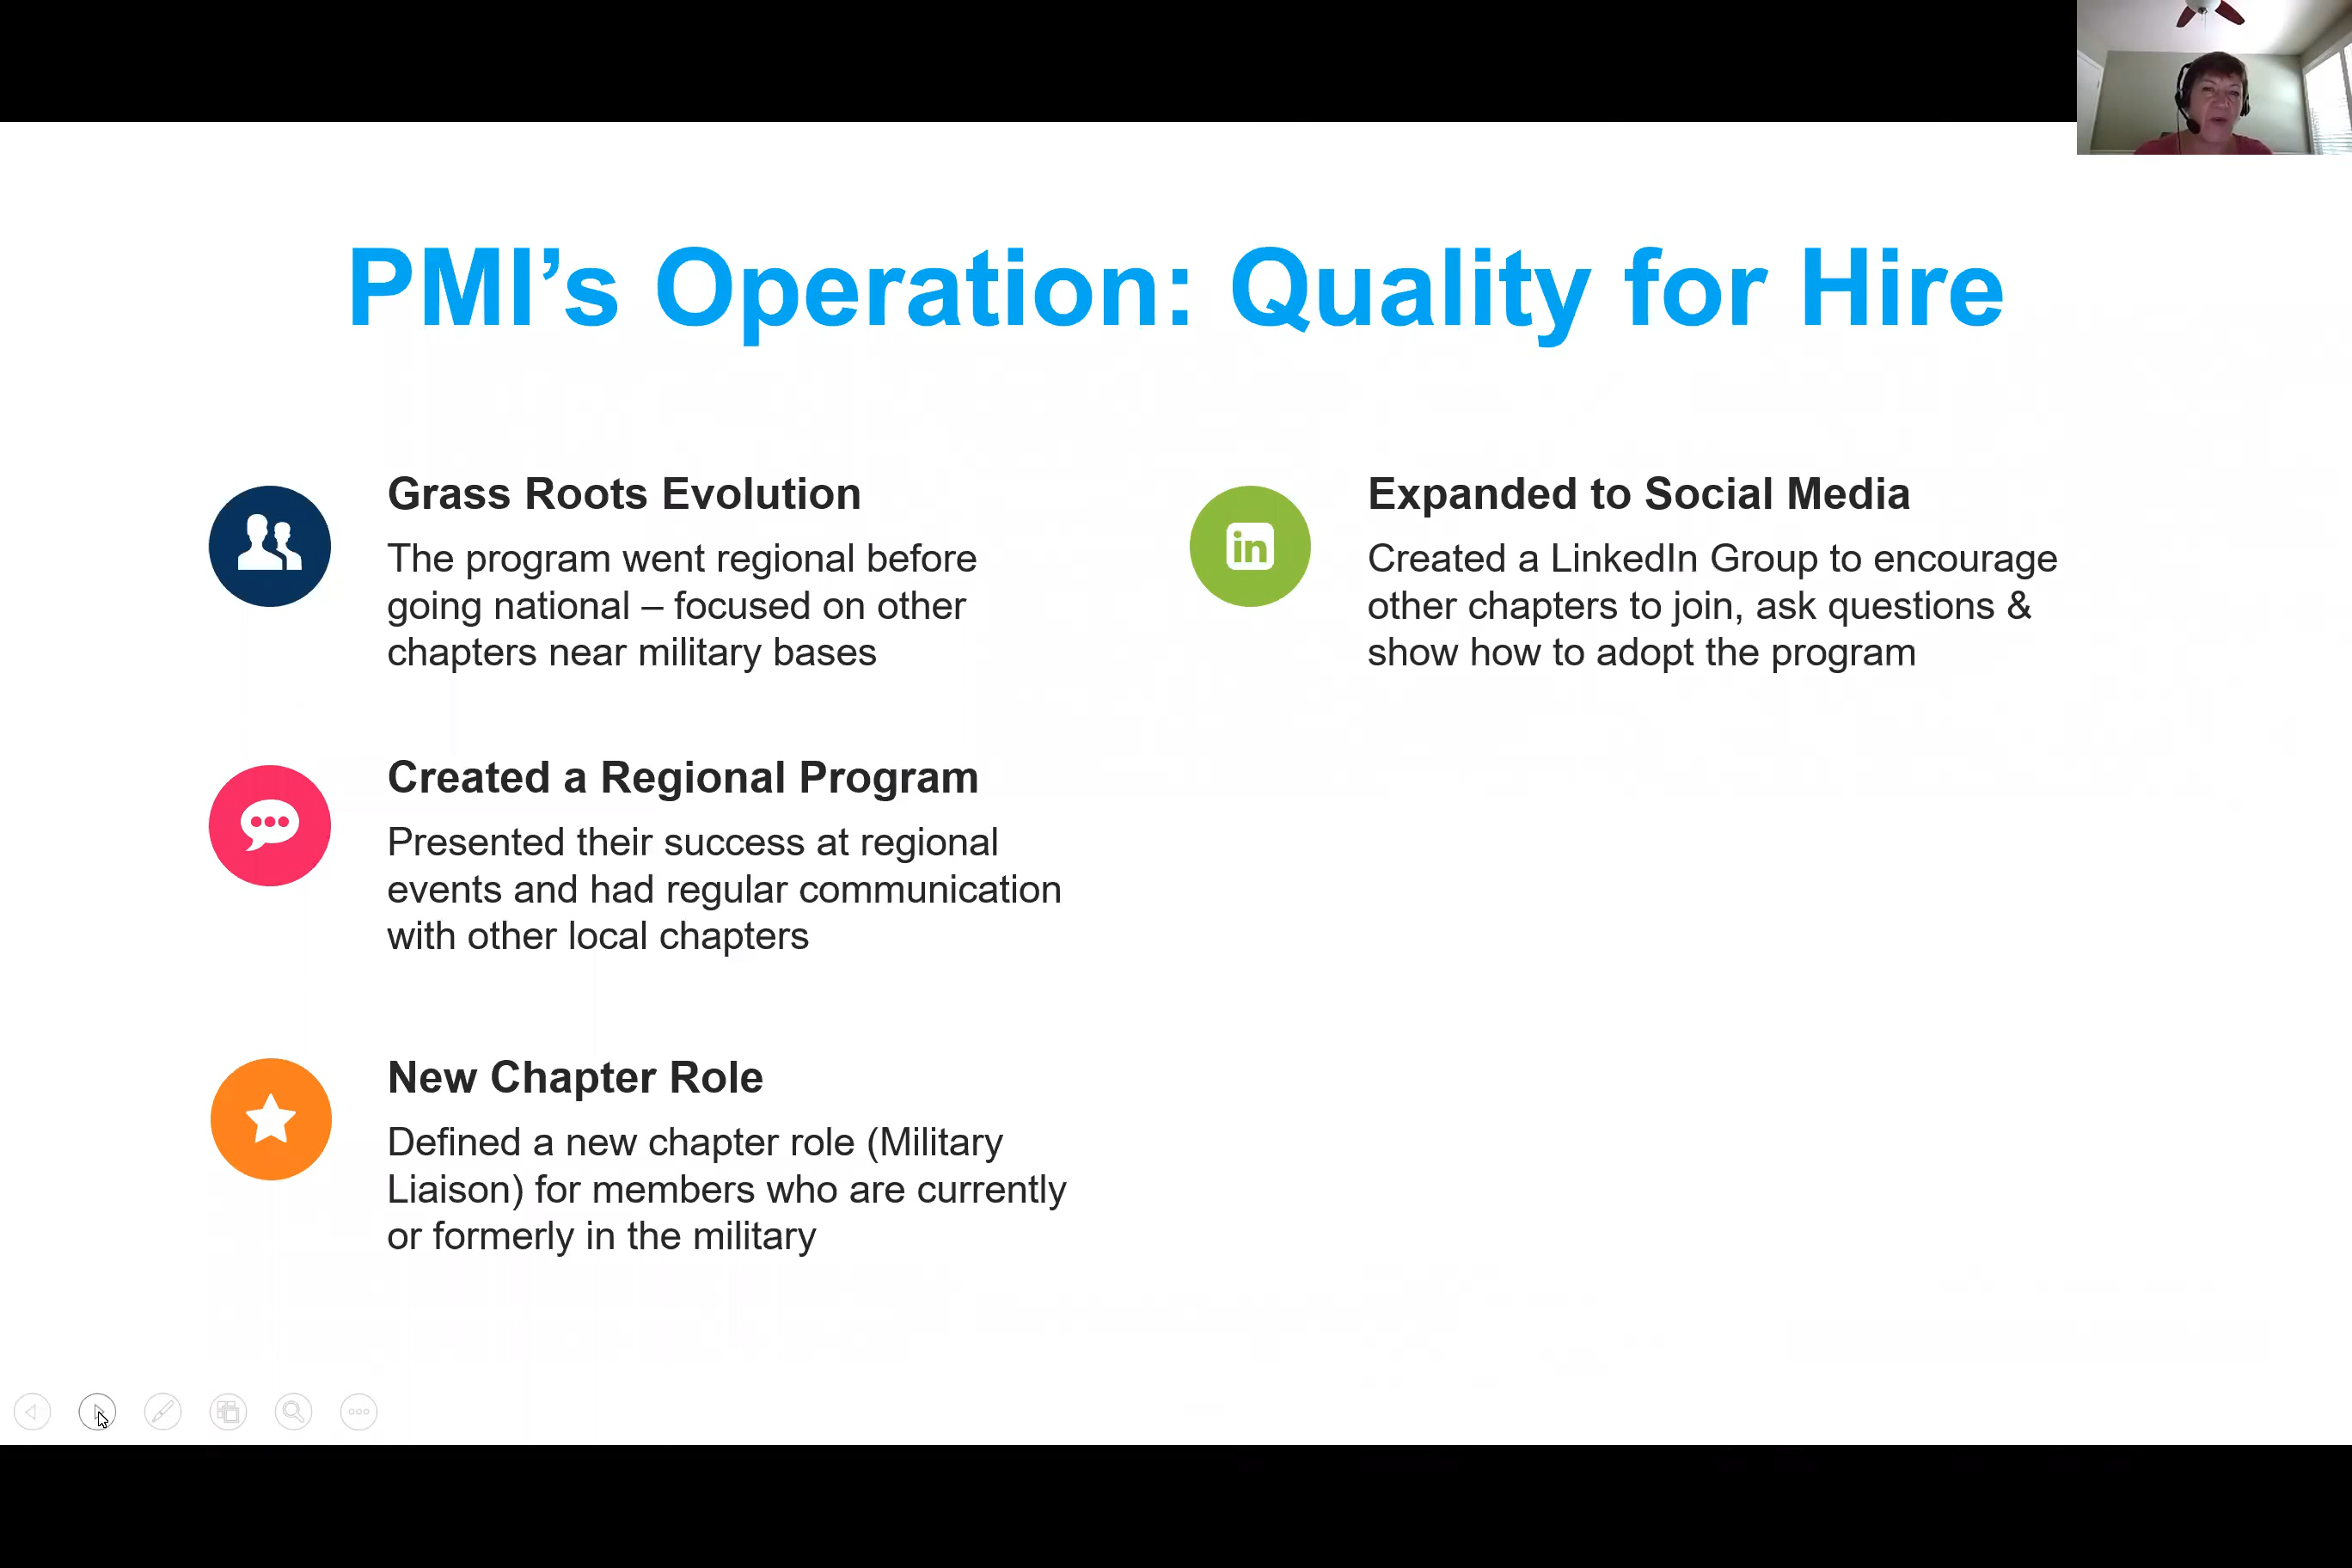 PMI’s Operation: Quality for Hire
Grass Roots Evolution
The program went regional before
going national – focused on other
chapters near military bases
Created a Regional Program
Presented their success at regional
events and had regular communication
with other local chapters
New Chapter Role
Defined a new chapter role (Military
Liaison) for members who are currently
or formerly in the military
in
Expanded to Social Media
Created a LinkedIn Group to encourage
other chapters to join, ask questions &
show how to adopt the program